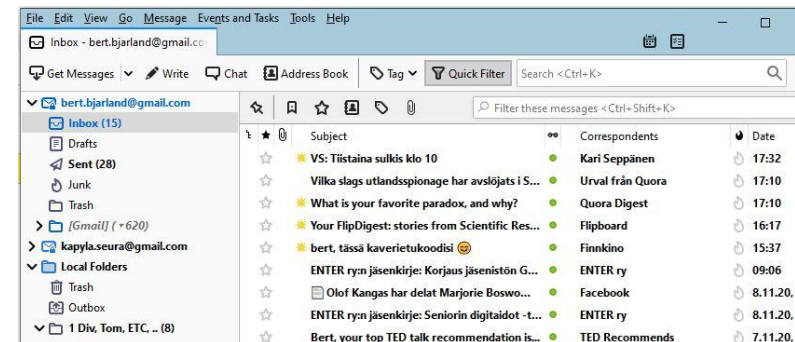 File Edit View Go Message Events and Tasks Tools Help
Inbox - bert.bjarland@gmail.co
Get Messages Write Chat Address Book Tag Quick Filter Search <Ctrl+K>
bert.bjarland@gmail.com
Filter these messages <Ctrl+Shift+K>
Inbox (15)
Subject Correspondents Date
Drafts
VS: Tiistaina sulkis klo 10 Kari Seppänen 17:32
Sent (28)
Vilka slags utlandsspionage har avslöjats i S... Urval från Quora 17:10
Junk
What is your favorite paradox, and why? Quora Digest 17:10
Trash
Your FlipDigest: stories from Scientific Res... Flipboard 16:17
[Gmail] (▾620)
bert, tässä kaverietukoodisi 😊 Finnkino 15:37
kapyla.seura@gmail.com
ENTER ry:n jäsenkirje: Korjaus jäsenistön G... ENTER ry 09:06
Local Folders
Olof Kangas har delat Marjorie Boswo... Facebook 8.11.20,
Trash
ENTER ry:n jäsenkirje: Seniorin digitaidot -t... ENTER ry 8.11.20,
Outbox
Bert, your top TED talk recommendation is... TED Recommends 7.11.20,
1 Div, Tom, ETC, .. (8)